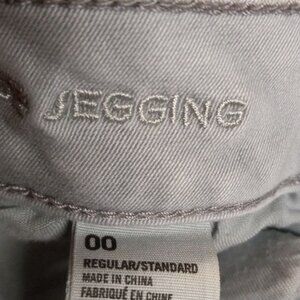 JEGGING
00
REGULAR/STANDARD
MADE IN CHINA
FABRIQUÉ EN CHINE